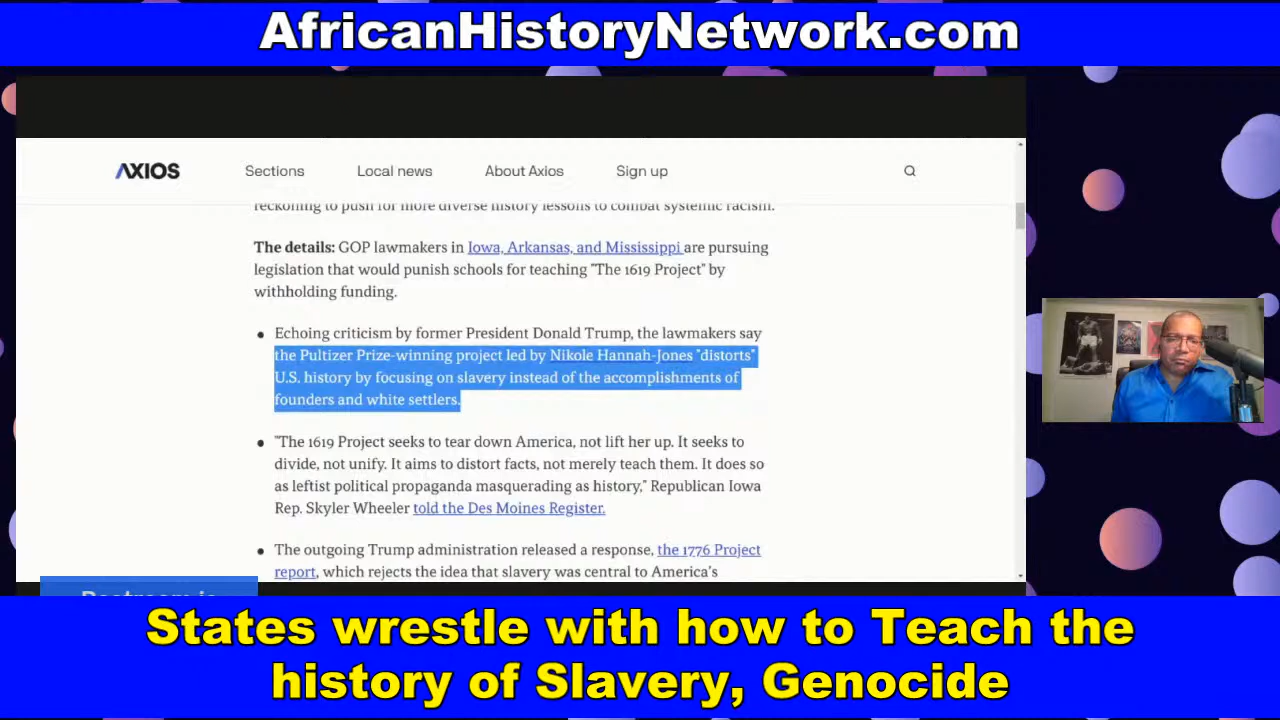 AfricanHistoryNetwork.com
AXIOS
Sections
Local news
About Axios
Sign up
reckoning to push for more diverse history lessons to combat systemic racism.
The details: GOP lawmakers in Iowa, Arkansas, and Mississippi are pursuing
legislation that would punish schools for teaching "The 1619 Project" by
withholding funding.
Echoing criticism by former President Donald Trump, the lawmakers say
the Pultizer Prize-winning project led by Nikole Hannah-Jones "distorts"
U.S. history by focusing on slavery instead of the accomplishments of
founders and white settlers.
"The 1619 Project seeks to tear down America, not lift her up. It seeks to
divide, not unify. It aims to distort facts, not merely teach them. It does so
as leftist political propaganda masquerading as history," Republican Iowa
Rep. Skyler Wheeler told the Des Moines Register.
The outgoing Trump administration released a response, the 1776 Project
report, which rejects the idea that slavery was central to America's
States wrestle with how to Teach the
history of Slavery, Genocide